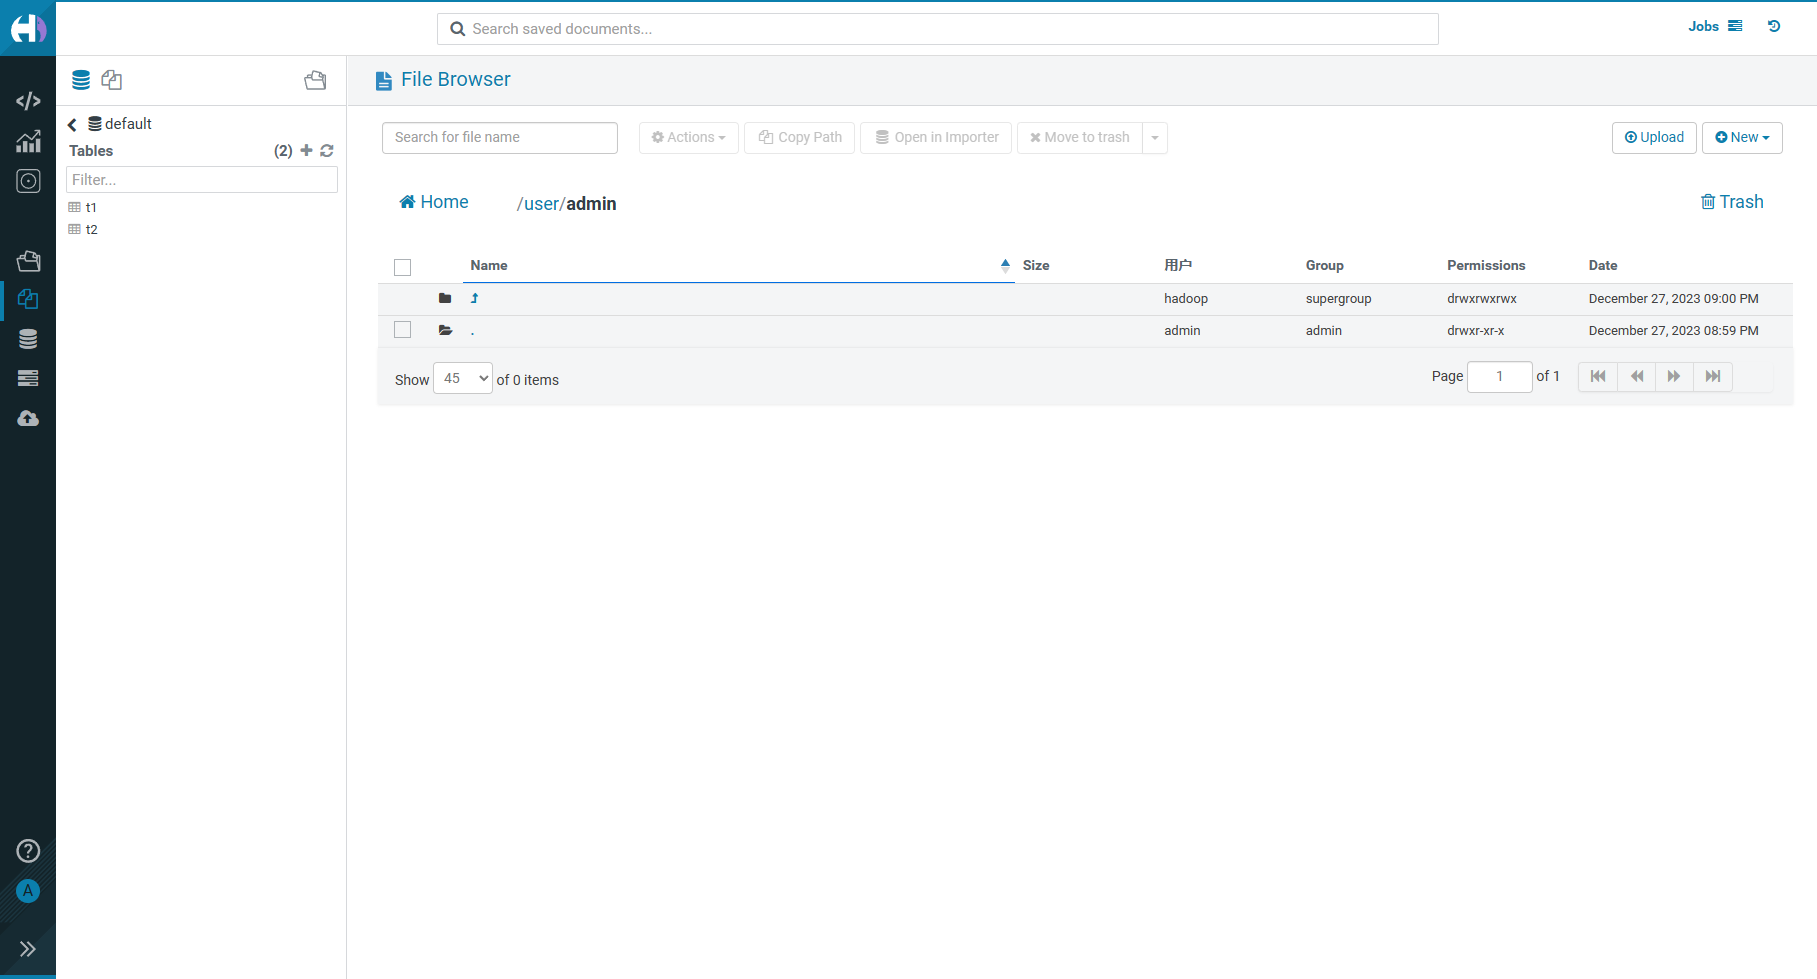 Search saved documents...
Jobs
default
Tables
(2)
Filter...
t1
t2
File Browser
Search for file name
Actions
Copy Path
Open in Importer
Move to trash
Upload
New
Home
/user/admin
Trash
Name Size 用户 Group Permissions Date
hadoop supergroup drwxrwxrwx December 27, 2023 09:00 PM
. admin admin drwxr-xr-x December 27, 2023 08:59 PM
Show 45 of 0 items
Page 1 of 1
?
A